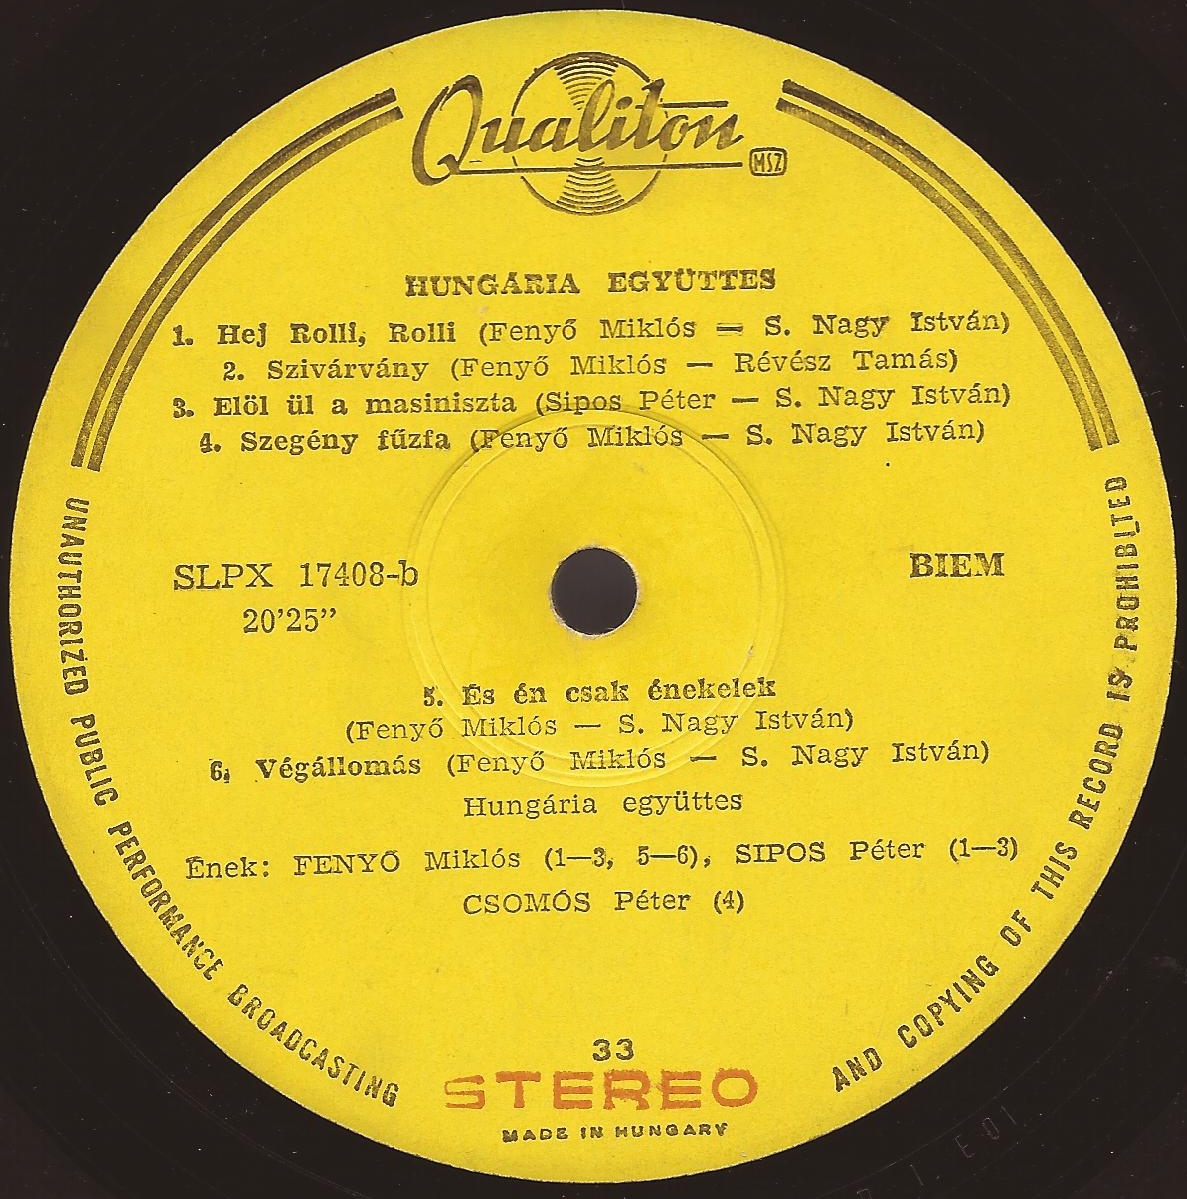 Qualiton
MSZ
HUNGÁRIA EGYÜTTES
1. Hej Rolli, Rolli (Fenyő Miklós — S. Nagy István)
2. Szivárvány (Fenyő Miklós — Révész Tamás)
3. Elöl ül a masiniszta (Sipos Péter — S. Nagy István)
4. Szegény fűzfa (Fenyő Miklós — S. Nagy István)
SLPX 17408-b
BIEM
20'25”
5. És én csak énekelek
(Fenyő Miklós — S. Nagy István)
6. Végállomás (Fenyő Miklós — S. Nagy István)
Hungária együttes
Ének: FENYŐ Miklós (1—3, 5—6), SIPOS Péter (1—3)
CSOMÓS Péter (4)
33
STEREO
MADE IN HUNGARY
UNAUTHORIZED PUBLIC PERFORMANCE BROADCASTING AND COPYING OF THIS RECORD IS PROHIBITED